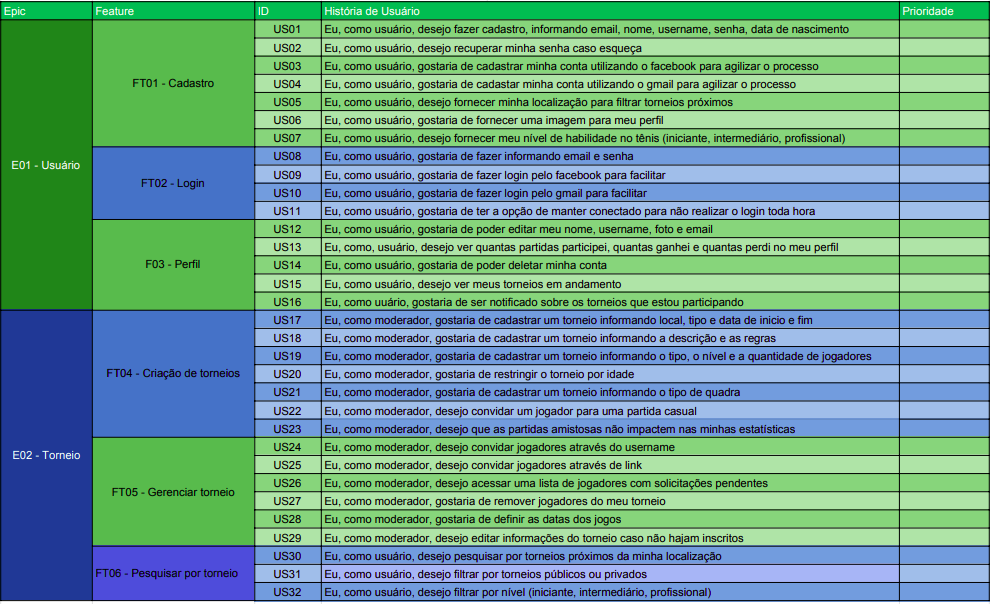 Epic Feature ID História de Usuário Prioridade
E01 - Usuário
FT01 - Cadastro
US01 Eu, como usuário, desejo fazer cadastro, informando email, nome, username, senha, data de nascimento
US02 Eu, como usuário, desejo recuperar minha senha caso esqueça
US03 Eu, como usuário, gostaria de cadastrar minha conta utilizando o facebook para agilizar o processo
US04 Eu, como usuário, gostaria de cadastar minha conta utilizando o gmail para agilizar o processo
US05 Eu, como usuário, desejo fornecer minha localização para filtrar torneios próximos
US06 Eu, como usuário, gostaria de fornecer uma imagem para meu perfil
US07 Eu, como usuário, desejo fornecer meu nível de habilidade no tênis (iniciante, intermediário, profissional)
FT02 - Login
US08 Eu, como usuário, gostaria de fazer informando email e senha
US09 Eu, como usuário, gostaria de fazer login pelo facebook para facilitar
US10 Eu, como usuário, gostaria de fazer login pelo gmail para facilitar
US11 Eu, como usuário, gostaria de ter a opção de manter conectado para não realizar o login toda hora
F03 - Perfil
US12 Eu, como usuário, gostaria de poder editar meu nome, username, foto e email
US13 Eu, como, usuário, desejo ver quantas partidas participei, quantas ganhei e quantas perdi no meu perfil
US14 Eu, como usuário, gostaria de poder deletar minha conta
US15 Eu, como usuário, desejo ver meus torneios em andamento
US16 Eu, como uuário, gostaria de ser notificado sobre os torneios que estou participando
E02 - Torneio
FT04 - Criação de torneios
US17 Eu, como moderador, gostaria de cadastrar um torneio informando local, tipo e data de inicio e fim
US18 Eu, como moderador, gostaria de cadastrar um torneio informando a descrição e as regras
US19 Eu, como moderador, gostaria de cadastrar um torneio informando o tipo, o nível e a quantidade de jogadores
US20 Eu, como moderador, gostaria de restringir o torneio por idade
US21 Eu, como moderador, gostaria de cadastrar um torneio informando o tipo de quadra
US22 Eu, como moderador, desejo convidar um jogador para uma partida casual
US23 Eu, como moderador, desejo que as partidas amistosas não impactem nas minhas estatísticas
FT05 - Gerenciar torneio
US24 Eu, como moderador, desejo convidar jogadores através do username
US25 Eu, como moderador, desejo convidar jogadores através de link
US26 Eu, como moderador, desejo acessar uma lista de jogadores com solicitações pendentes
US27 Eu, como moderador, gostaria de remover jogadores do meu torneio
US28 Eu, como moderador, gostaria de definir as datas dos jogos
US29 Eu, como moderador, desejo editar informações do torneio caso não hajam inscritos
FT06 - Pesquisar por torneio
US30 Eu, como usuário, desejo pesquisar por torneios próximos da minha localização
US31 Eu, como usuário, desejo filtrar por torneios públicos ou privados
US32 Eu, como usuário, desejo filtrar por nível (iniciante, intermediário, profissional)